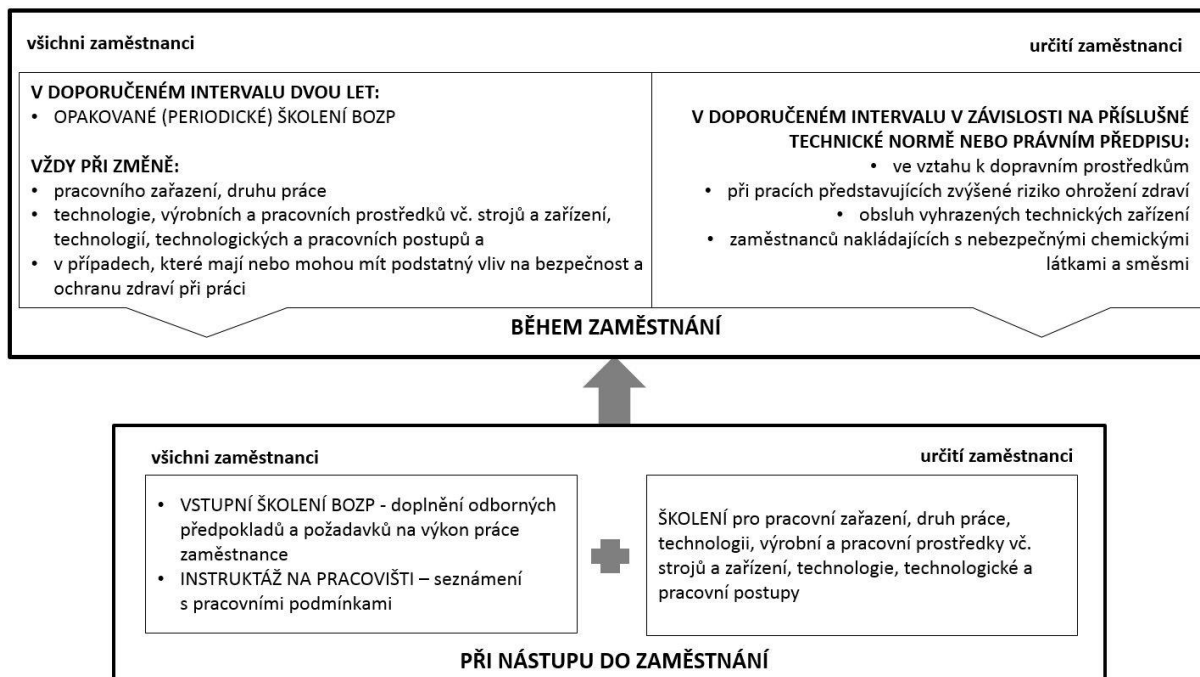 všichni zaměstnanci
určití zaměstnanci
V DOPORUČENÉM INTERVALU DVOU LET:
• OPAKOVANÉ (PERIODICKÉ) ŠKOLENÍ BOZP
VŽDY PŘI ZMĚNĚ:
• pracovního zařazení, druhu práce
• technologie, výrobních a pracovních prostředků vč. strojů a zařízení,
technologií, technologických a pracovních postupů a
• v případech, které mají nebo mohou mít podstatný vliv na bezpečnost a
ochranu zdraví při práci
V DOPORUČENÉM INTERVALU V ZÁVISLOSTI NA PŘÍSLUŠNÉ
TECHNICKÉ NORMĚ NEBO PRÁVNÍM PŘEDPISU:
• ve vztahu k dopravním prostředkům
• při pracích představujících zvýšené riziko ohrožení zdraví
• obsluh vyhrazených technických zařízení
• zaměstnanců nakládajících s nebezpečnými chemickými
látkami a směsmi
BĚHEM ZAMĚSTNÁNÍ
všichni zaměstnanci
určití zaměstnanci
• VSTUPNÍ ŠKOLENÍ BOZP - doplnění odborných
předpokladů a požadavků na výkon práce
zaměstnance
• INSTRUKTÁŽ NA PRACOVIŠTI – seznámení
s pracovními podmínkami
ŠKOLENÍ pro pracovní zařazení, druh práce,
technologii, výrobní a pracovní prostředky vč.
strojů a zařízení, technologie, technologické a
pracovní postupy
PŘI NÁSTUPU DO ZAMĚSTNÁNÍ